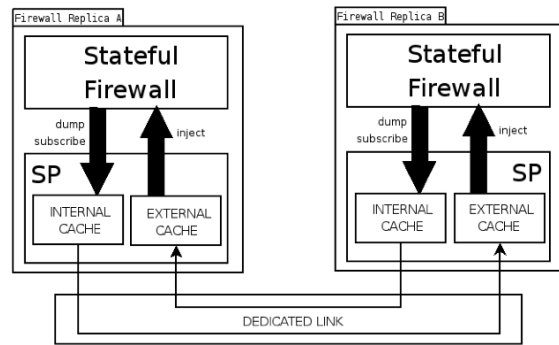 Firewall Replica A
Stateful
Firewall
dump
subscribe
inject
SP
INTERNAL
CACHE
EXTERNAL
CACHE
Firewall Replica B
Stateful
Firewall
dump
subscribe
inject
SP
INTERNAL
CACHE
EXTERNAL
CACHE
DEDICATED LINK